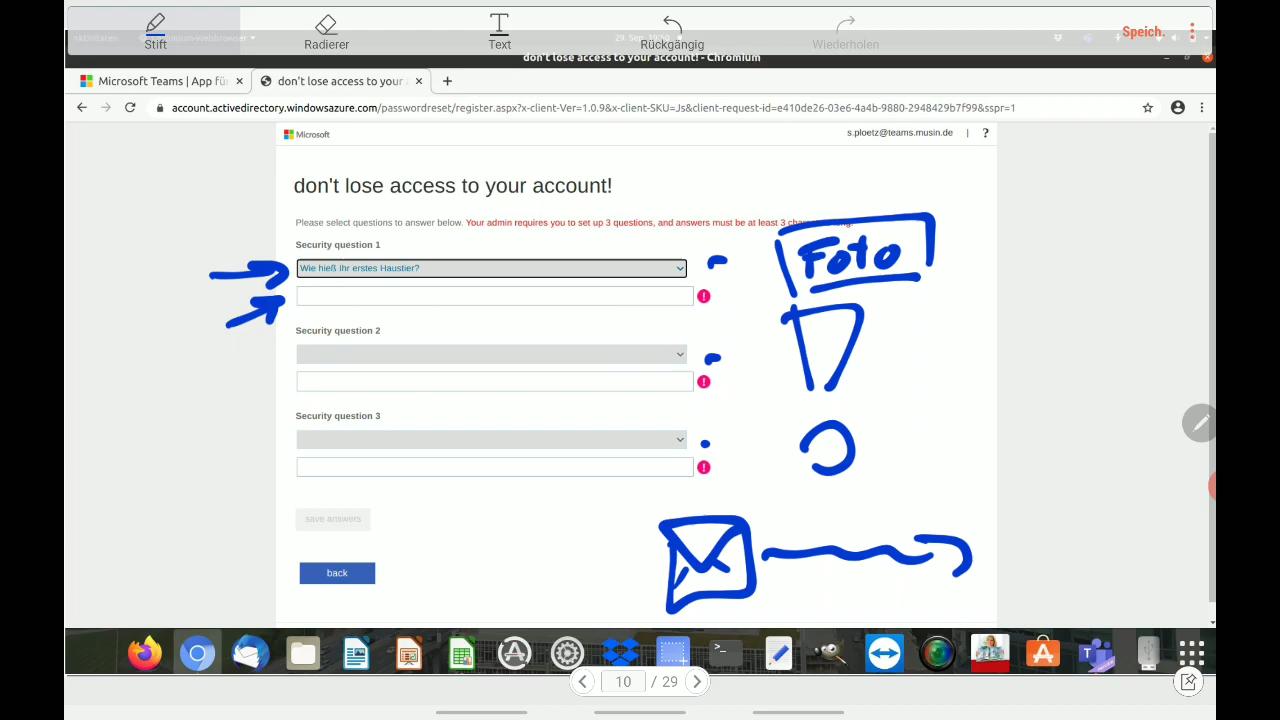 Stift
Radierer
Text
Rückgängig
Wiederholen
Speich.
don't lose access to your account! - Chromium
Microsoft Teams | App fü
don't lose access to your
account.activedirectory.windowsazure.com/passwordreset/register.aspx?x-client-Ver=1.0.9&x-client-SKU=Js&client-request-id=e410de26-03e6-4a4b-9880-2948429b7f99&sspr=1
Microsoft
s.ploetz@teams.musin.de | ?
don't lose access to your account!
Please select questions to answer below. Your admin requires you to set up 3 questions, and answers must be at least 3 long.
Security question 1
Wie hieß Ihr erstes Haustier?
Foto
Security question 2
Security question 3
save answers
back
10 / 29